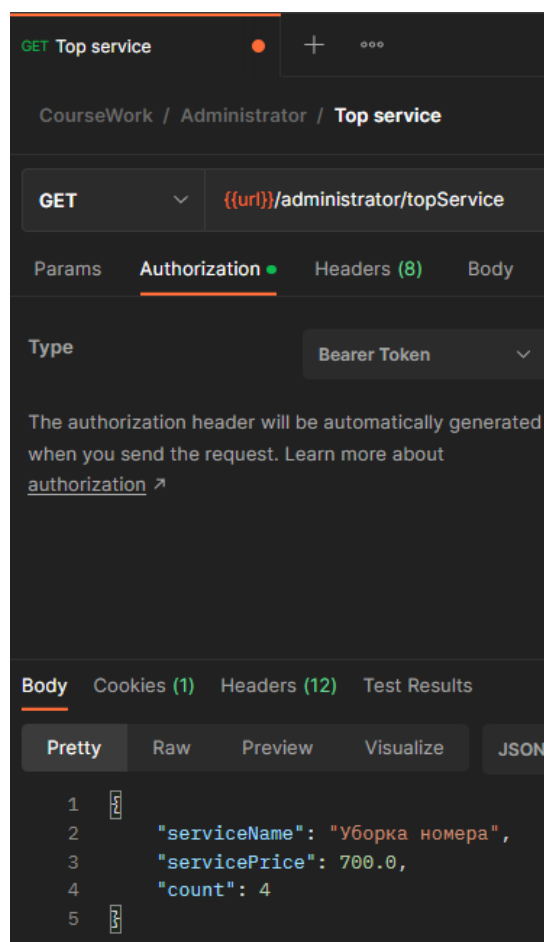 GET Top service
CourseWork / Administrator / Top service
GET {{url}}/administrator/topService
Params Authorization Headers (8) Body
Type Bearer Token
The authorization header will be automatically generated
when you send the request. Learn more about
authorization ↗
Body Cookies (1) Headers (12) Test Results
Pretty Raw Preview Visualize JSON
1 {
2 "serviceName": "Уборка номера",
3 "servicePrice": 700.0,
4 "count": 4
5 }